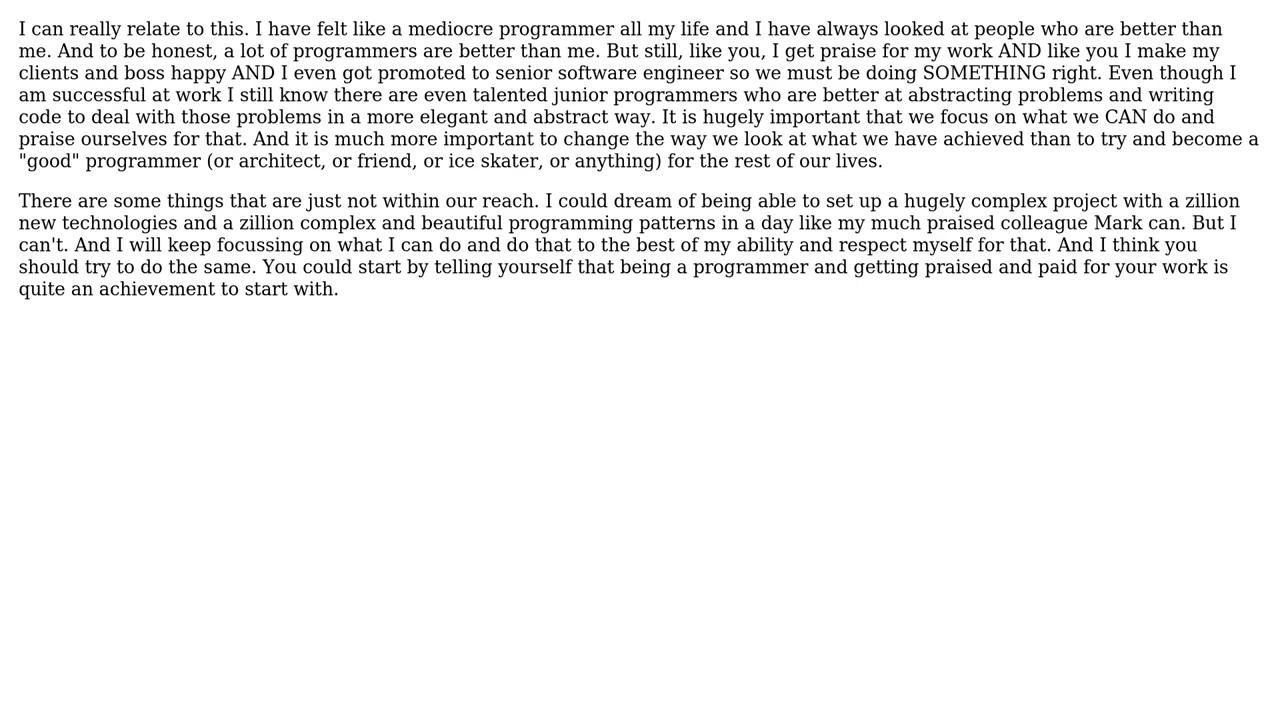 I can really relate to this. I have felt like a mediocre programmer all my life and I have always looked at people who are better than
me. And to be honest, a lot of programmers are better than me. But still, like you, I get praise for my work AND like you I make my
clients and boss happy AND I even got promoted to senior software engineer so we must be doing SOMETHING right. Even though I
am successful at work I still know there are even talented junior programmers who are better at abstracting problems and writing
code to deal with those problems in a more elegant and abstract way. It is hugely important that we focus on what we CAN do and
praise ourselves for that. And it is much more important to change the way we look at what we have achieved than to try and become a
"good" programmer (or architect, or friend, or ice skater, or anything) for the rest of our lives.
There are some things that are just not within our reach. I could dream of being able to set up a hugely complex project with a zillion
new technologies and a zillion complex and beautiful programming patterns in a day like my much praised colleague Mark can. But I
can't. And I will keep focussing on what I can do and do that to the best of my ability and respect myself for that. And I think you
should try to do the same. You could start by telling yourself that being a programmer and getting praised and paid for your work is
quite an achievement to start with.